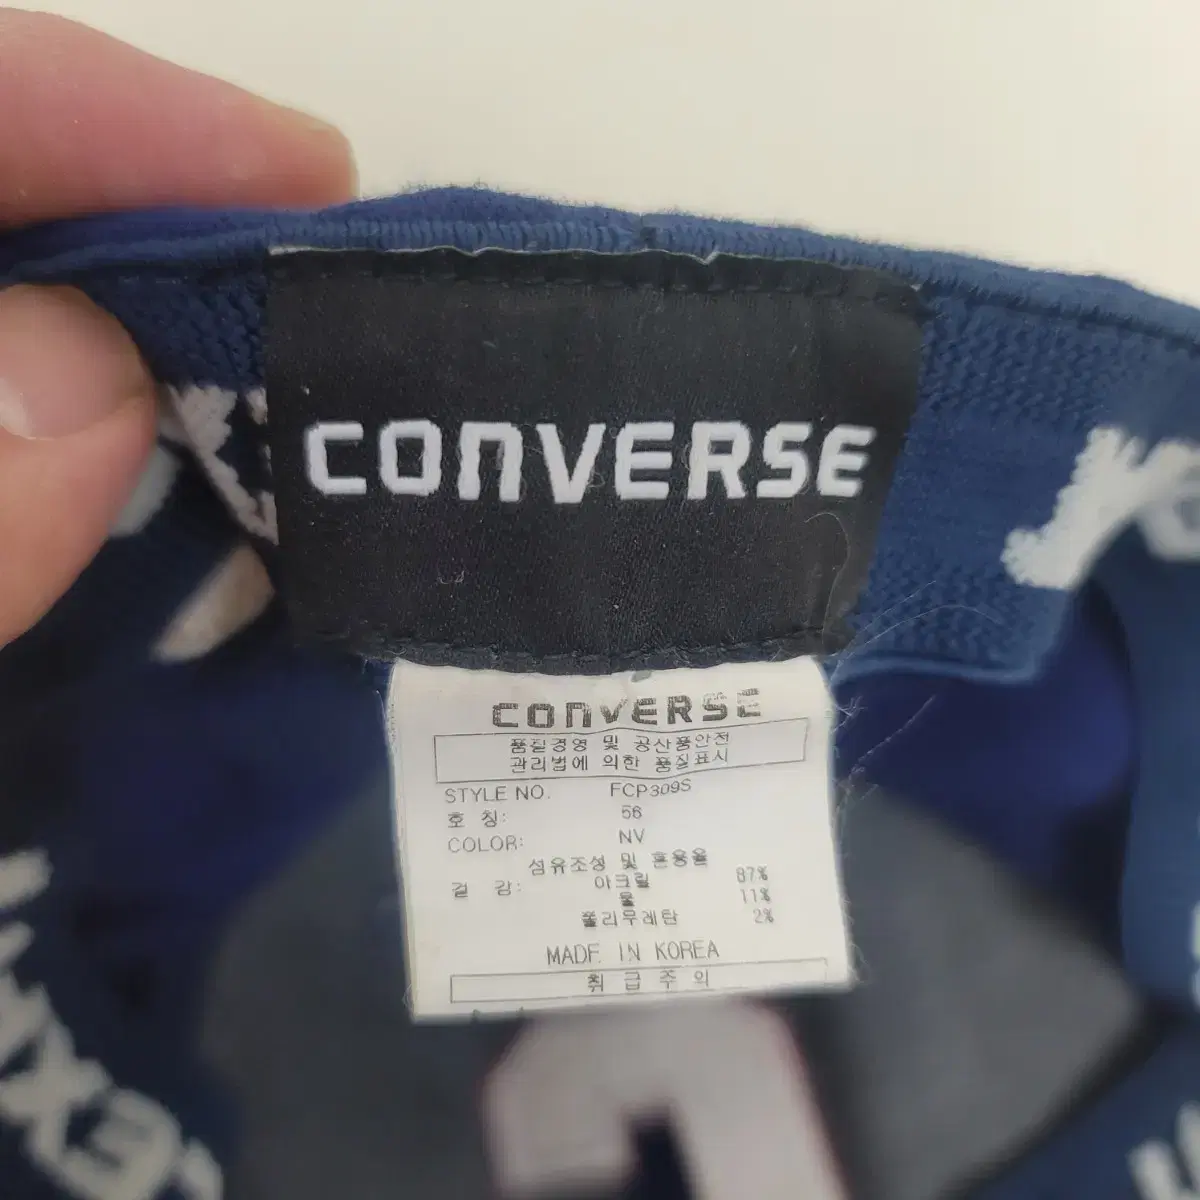 CONVERSE
CONVERSE
품질경영 및 공산품안전
관리법에 의한 품질표시
STYLE NO. FCP309S
호 칭: 56
COLOR: NV
섬유조성 및 혼용율
겉 감: 아크릴 87%
울 11%
폴리우레탄 2%
MADE IN KOREA
취 급 주 의